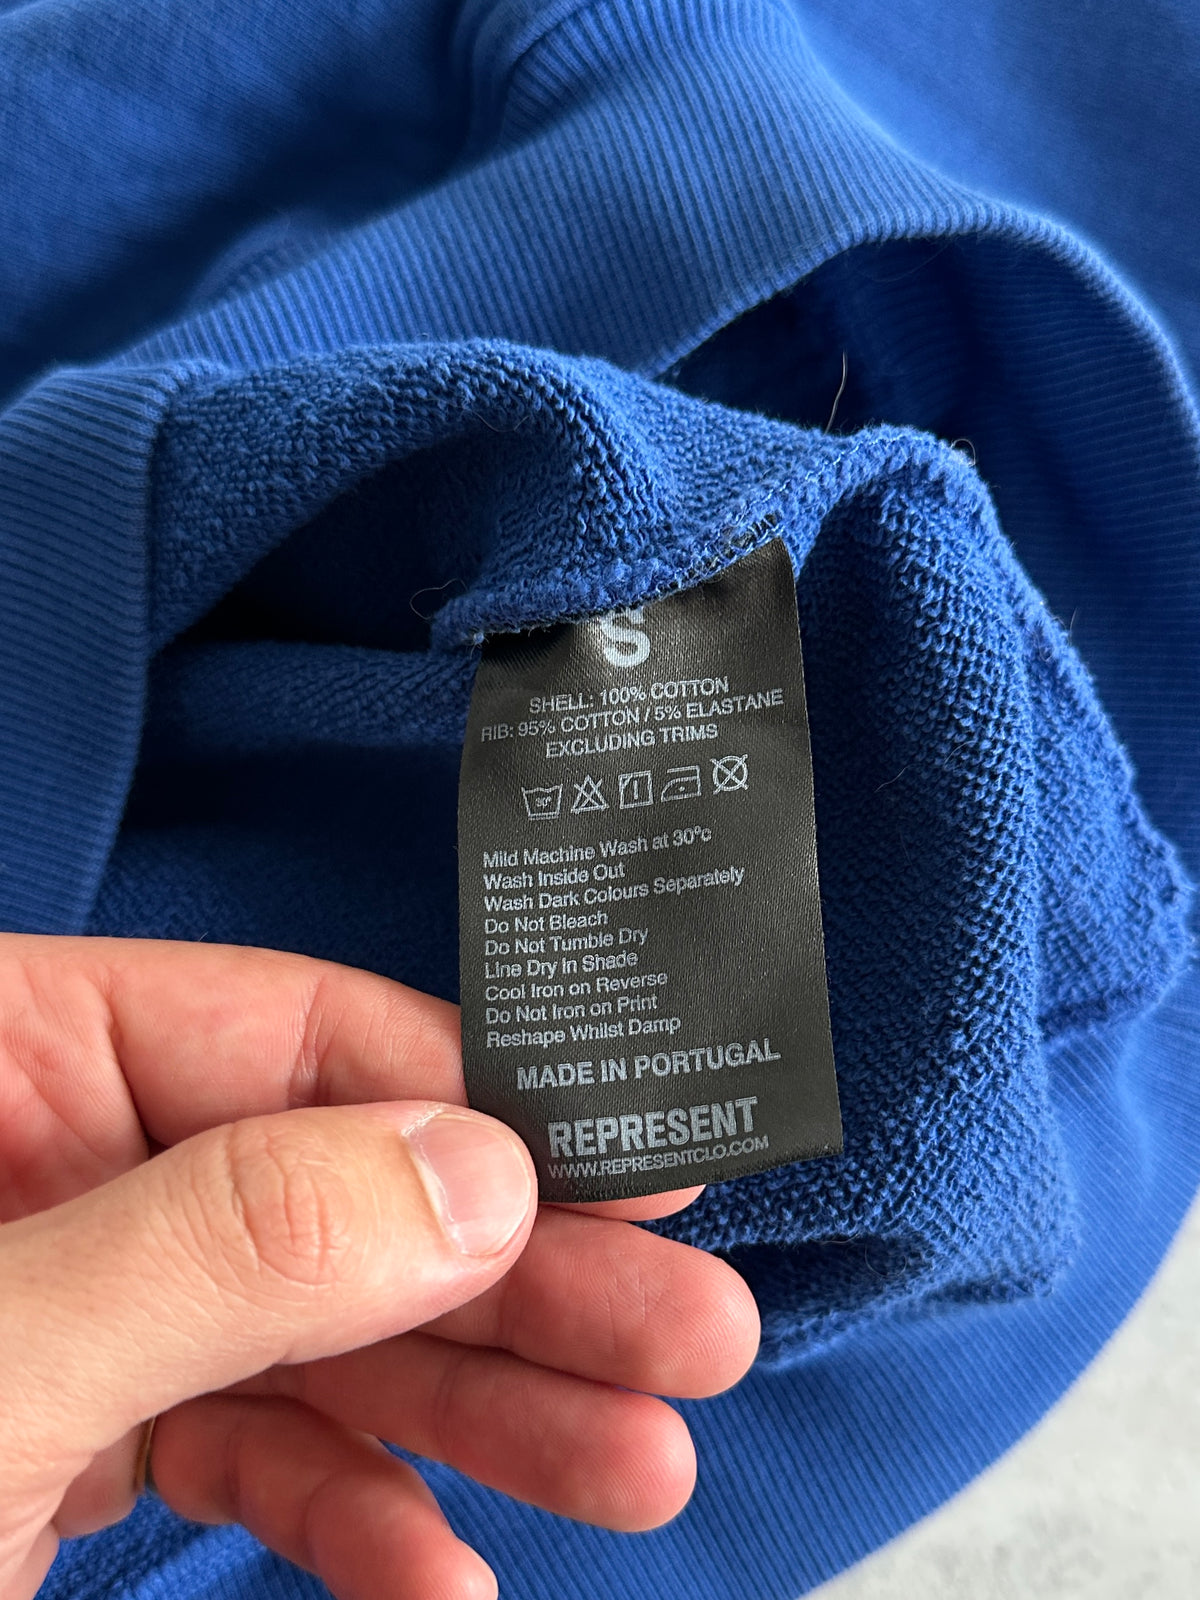 S
SHELL: 100% COTTON
RIB: 95% COTTON / 5% ELASTANE
EXCLUDING TRIMS
30°
Mild Machine Wash at 30°c
Wash Inside Out
Wash Dark Colours Separately
Do Not Bleach
Do Not Tumble Dry
Line Dry in Shade
Cool Iron on Reverse
Do Not Iron on Print
Reshape Whilst Damp
MADE IN PORTUGAL
REPRESENT
WWW.REPRESENTCLO.COM